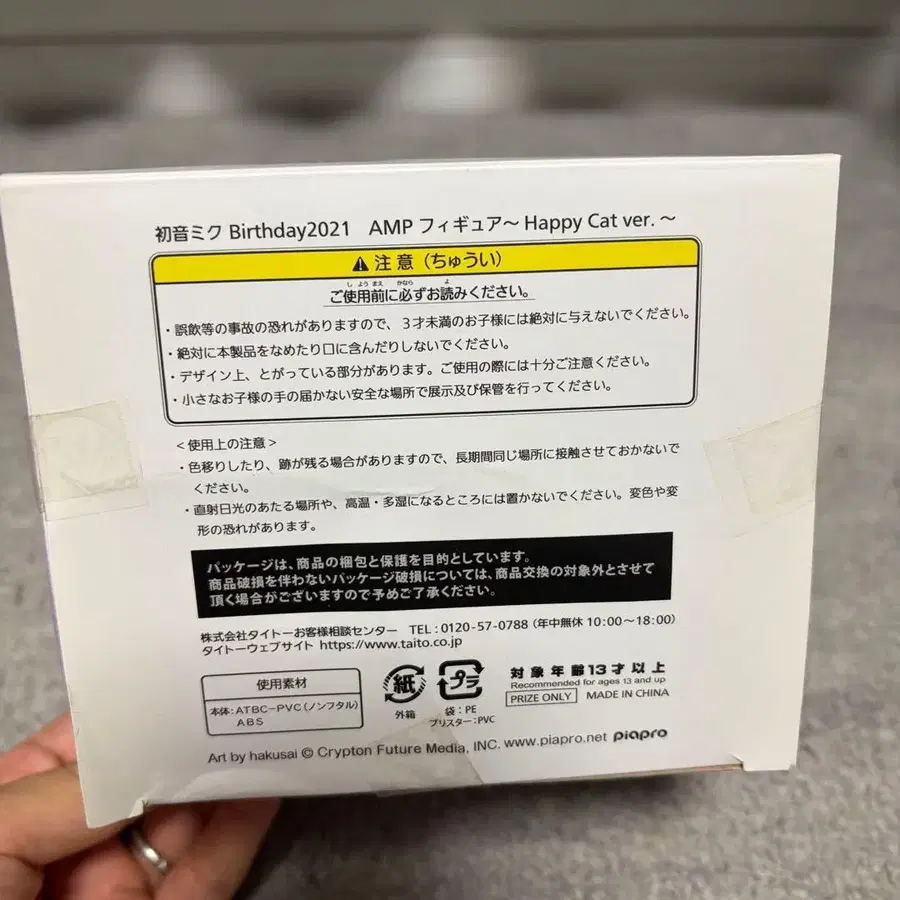 初音ミク Birthday2021　AMP フィギュア～ Happy Cat ver. ～
⚠ 注意（ちゅうい）
し よう まえ かなら よ
ご使用前に必ずお読みください。
・誤飲等の事故の恐れがありますので、３才未満のお子様には絶対に与えないでください。
・絶対に本製品をなめたり口に含んだりしないでください。
・デザイン上、とがっている部分があります。ご使用の際には十分ご注意ください。
・小さなお子様の手の届かない安全な場所で展示及び保管を行ってください。
＜使用上の注意＞
・色移りしたり、跡が残る場合がありますので、長期間同じ場所に接触させておかないで
ください。
・直射日光のあたる場所や、高温・多湿になるところには置かないでください。変色や変
形の恐れがあります。
パッケージは、商品の梱包と保護を目的としています。
商品破損を伴わないパッケージ破損については、商品交換の対象外とさせて
頂く場合がございますので予めご了承ください。
株式会社タイトーお客様相談センター　TEL：0120-57-0788（年中無休 10:00～18:00）
タイトーウェブサイト https://www.taito.co.jp
使用素材
本体：ATBC-PVC（ノンフタル）
ABS
紙
外箱
プラ
袋：PE
ブリスター：PVC
対象年齢13才以上
Recommended for ages 13 and up
PRIZE ONLY MADE IN CHINA
Art by hakusai © Crypton Future Media, INC. www.piapro.net piapro